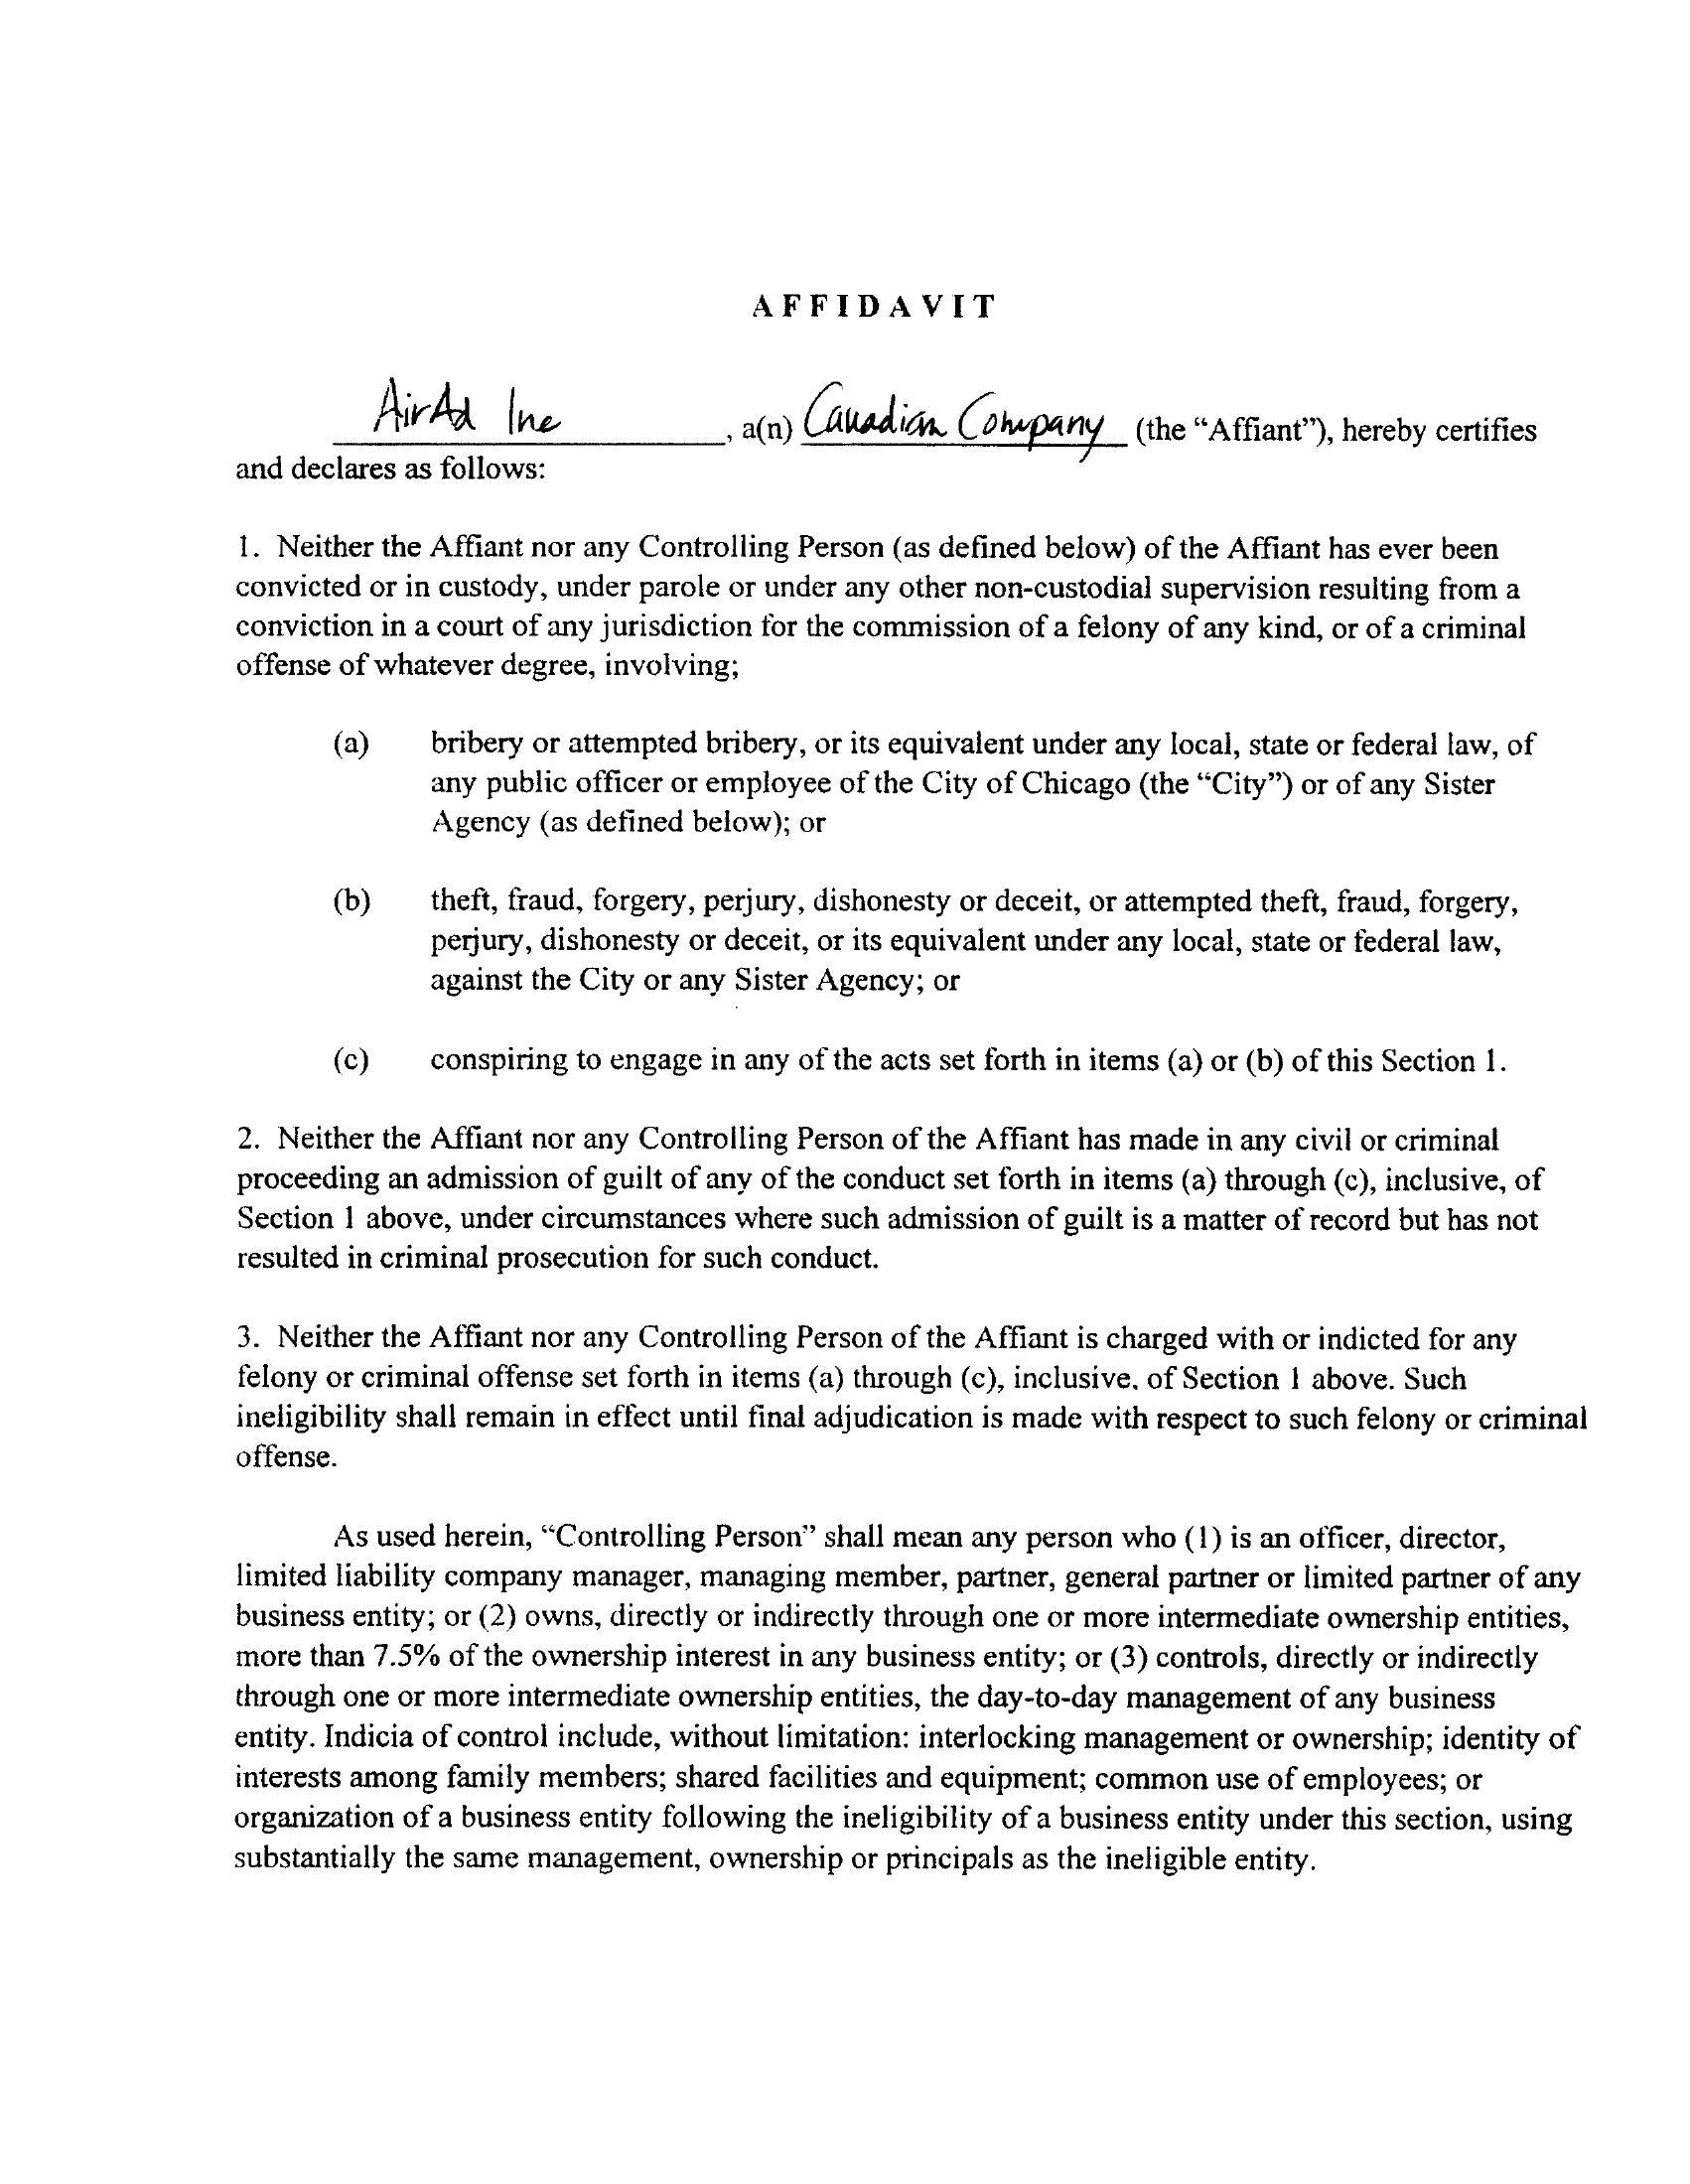 AFFIDAVIT
AirAd Inc, a(n) Canadian Company (the “Affiant”), hereby certifies
and declares as follows:
1. Neither the Affiant nor any Controlling Person (as defined below) of the Affiant has ever been
convicted or in custody, under parole or under any other non-custodial supervision resulting from a
conviction in a court of any jurisdiction for the commission of a felony of any kind, or of a criminal
offense of whatever degree, involving;
(a) bribery or attempted bribery, or its equivalent under any local, state or federal law, of
any public officer or employee of the City of Chicago (the “City”) or of any Sister
Agency (as defined below); or
(b) theft, fraud, forgery, perjury, dishonesty or deceit, or attempted theft, fraud, forgery,
perjury, dishonesty or deceit, or its equivalent under any local, state or federal law,
against the City or any Sister Agency; or
(c) conspiring to engage in any of the acts set forth in items (a) or (b) of this Section 1.
2. Neither the Affiant nor any Controlling Person of the Affiant has made in any civil or criminal
proceeding an admission of guilt of any of the conduct set forth in items (a) through (c), inclusive, of
Section 1 above, under circumstances where such admission of guilt is a matter of record but has not
resulted in criminal prosecution for such conduct.
3. Neither the Affiant nor any Controlling Person of the Affiant is charged with or indicted for any
felony or criminal offense set forth in items (a) through (c), inclusive, of Section 1 above. Such
ineligibility shall remain in effect until final adjudication is made with respect to such felony or criminal
offense.
As used herein, “Controlling Person” shall mean any person who (1) is an officer, director,
limited liability company manager, managing member, partner, general partner or limited partner of any
business entity; or (2) owns, directly or indirectly through one or more intermediate ownership entities,
more than 7.5% of the ownership interest in any business entity; or (3) controls, directly or indirectly
through one or more intermediate ownership entities, the day-to-day management of any business
entity. Indicia of control include, without limitation: interlocking management or ownership; identity of
interests among family members; shared facilities and equipment; common use of employees; or
organization of a business entity following the ineligibility of a business entity under this section, using
substantially the same management, ownership or principals as the ineligible entity.